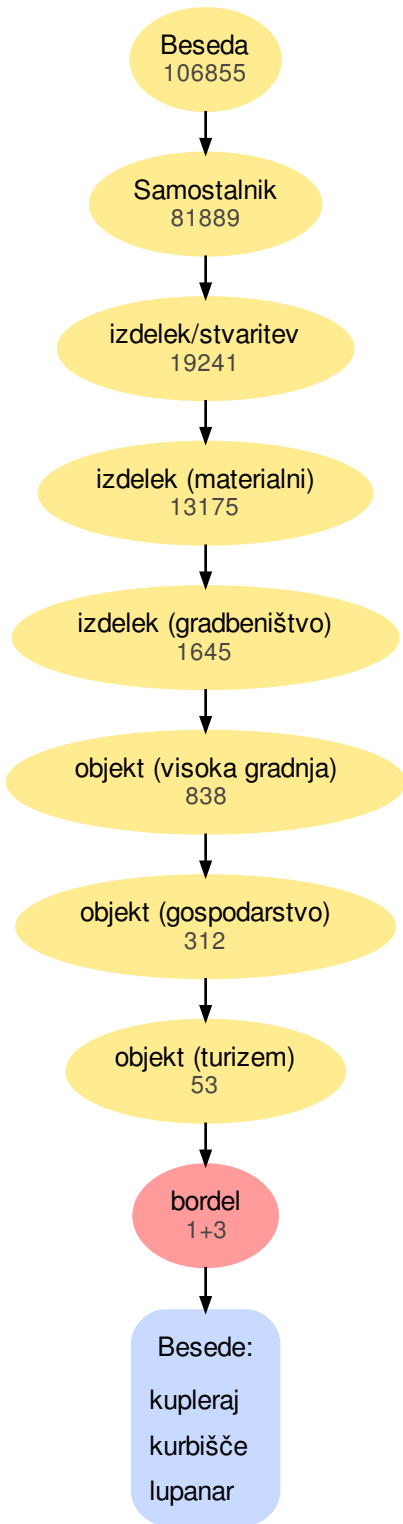 Beseda
106855
Samostalnik
81889
izdelek/stvaritev
19241
izdelek (materialni)
13175
izdelek (gradbeništvo)
1645
objekt (visoka gradnja)
838
objekt (gospodarstvo)
312
objekt (turizem)
53
bordel
1+3
Besede:
kupleraj
kurbišče
lupanar